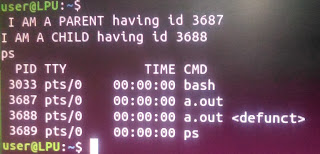 user@LPU:~$
I AM A PARENT having id 3687
I AM A CHILD having id 3688
ps
PID TTY TIME CMD
3033 pts/0 00:00:00 bash
3687 pts/0 00:00:00 a.out
3688 pts/0 00:00:00 a.out <defunct>
3689 pts/0 00:00:00 ps
user@LPU:~$